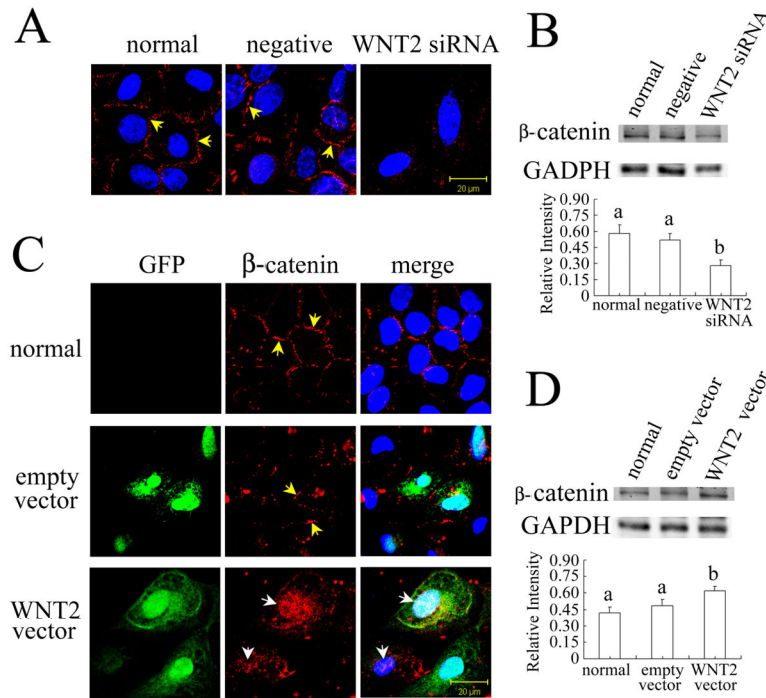 A
normal negative WNT2 siRNA
20 µm
B
normal negative WNT2 siRNA
β-catenin
GADPH
Relative Intensity
0.90
0.75
0.60
0.45
0.30
0.15
0
a a b
normal negative WNT2
siRNA
C
GFP β-catenin merge
normal
empty
vector
WNT2
vector
20 µm
D
normal empty vector WNT2 vector
β-catenin
GAPDH
Relative Intensity
0.90
0.75
0.60
0.45
0.30
0.15
0
a a b
normal empty WNT2
vector vector